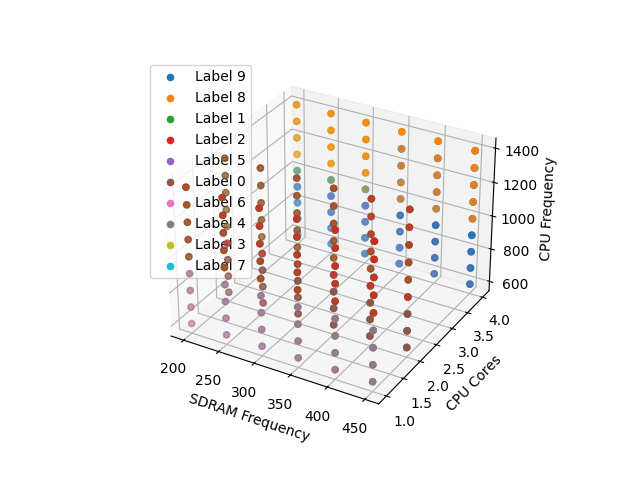 Label 9
Label 8
Label 1
Label 2
Label 5
Label 0
Label 6
Label 4
Label 3
Label 7
1400
1200
1000
800
600
CPU Frequency
200
250
300
350
400
450
SDRAM Frequency
1.0
1.5
2.0
2.5
3.0
3.5
4.0
CPU Cores